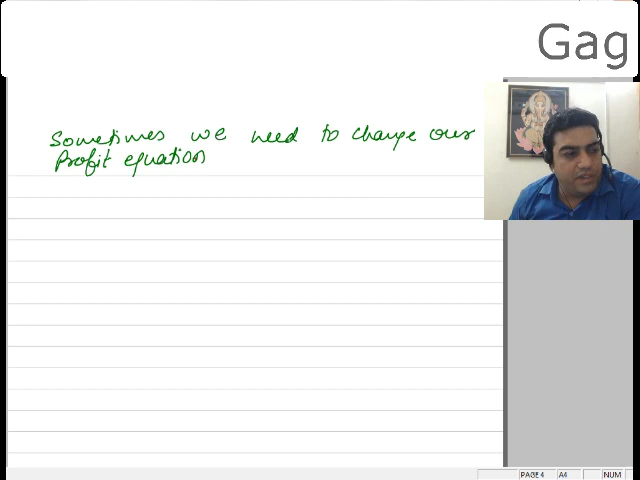 Gag
Sometimes we need to change our
Profit equation
PAGE 4 A4 NUM